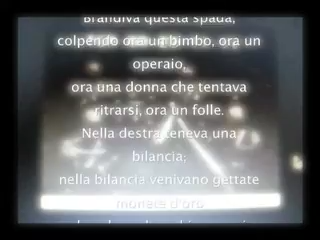 Brandiva questa spada,
colpendo ora un bimbo, ora un
operaio,
ora una donna che tentava
ritrarsi, ora un folle.
Nella destra teneva una
bilancia;
nella bilancia venivano gettate
monete d'oro